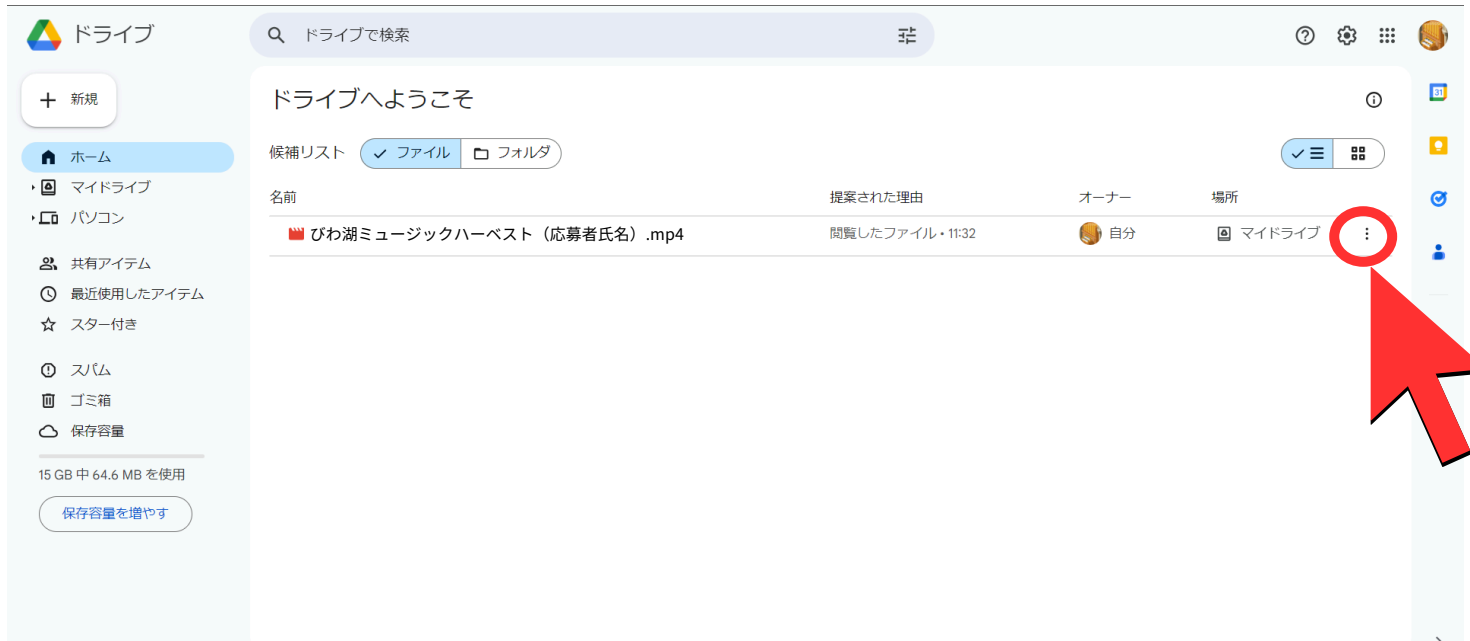 ドライブ
ドライブで検索
新規
ドライブへようこそ
31
ホーム
マイドライブ
パソコン
共有アイテム
最近使用したアイテム
スター付き
スパム
ゴミ箱
保存容量
15 GB 中 64.6 MB を使用
保存容量を増やす
候補リスト ファイル フォルダ
名前 提案された理由 オーナー 場所
びわ湖ミュージックハーベスト（応募者氏名）.mp4 閲覧したファイル • 11:32 自分 マイドライブ